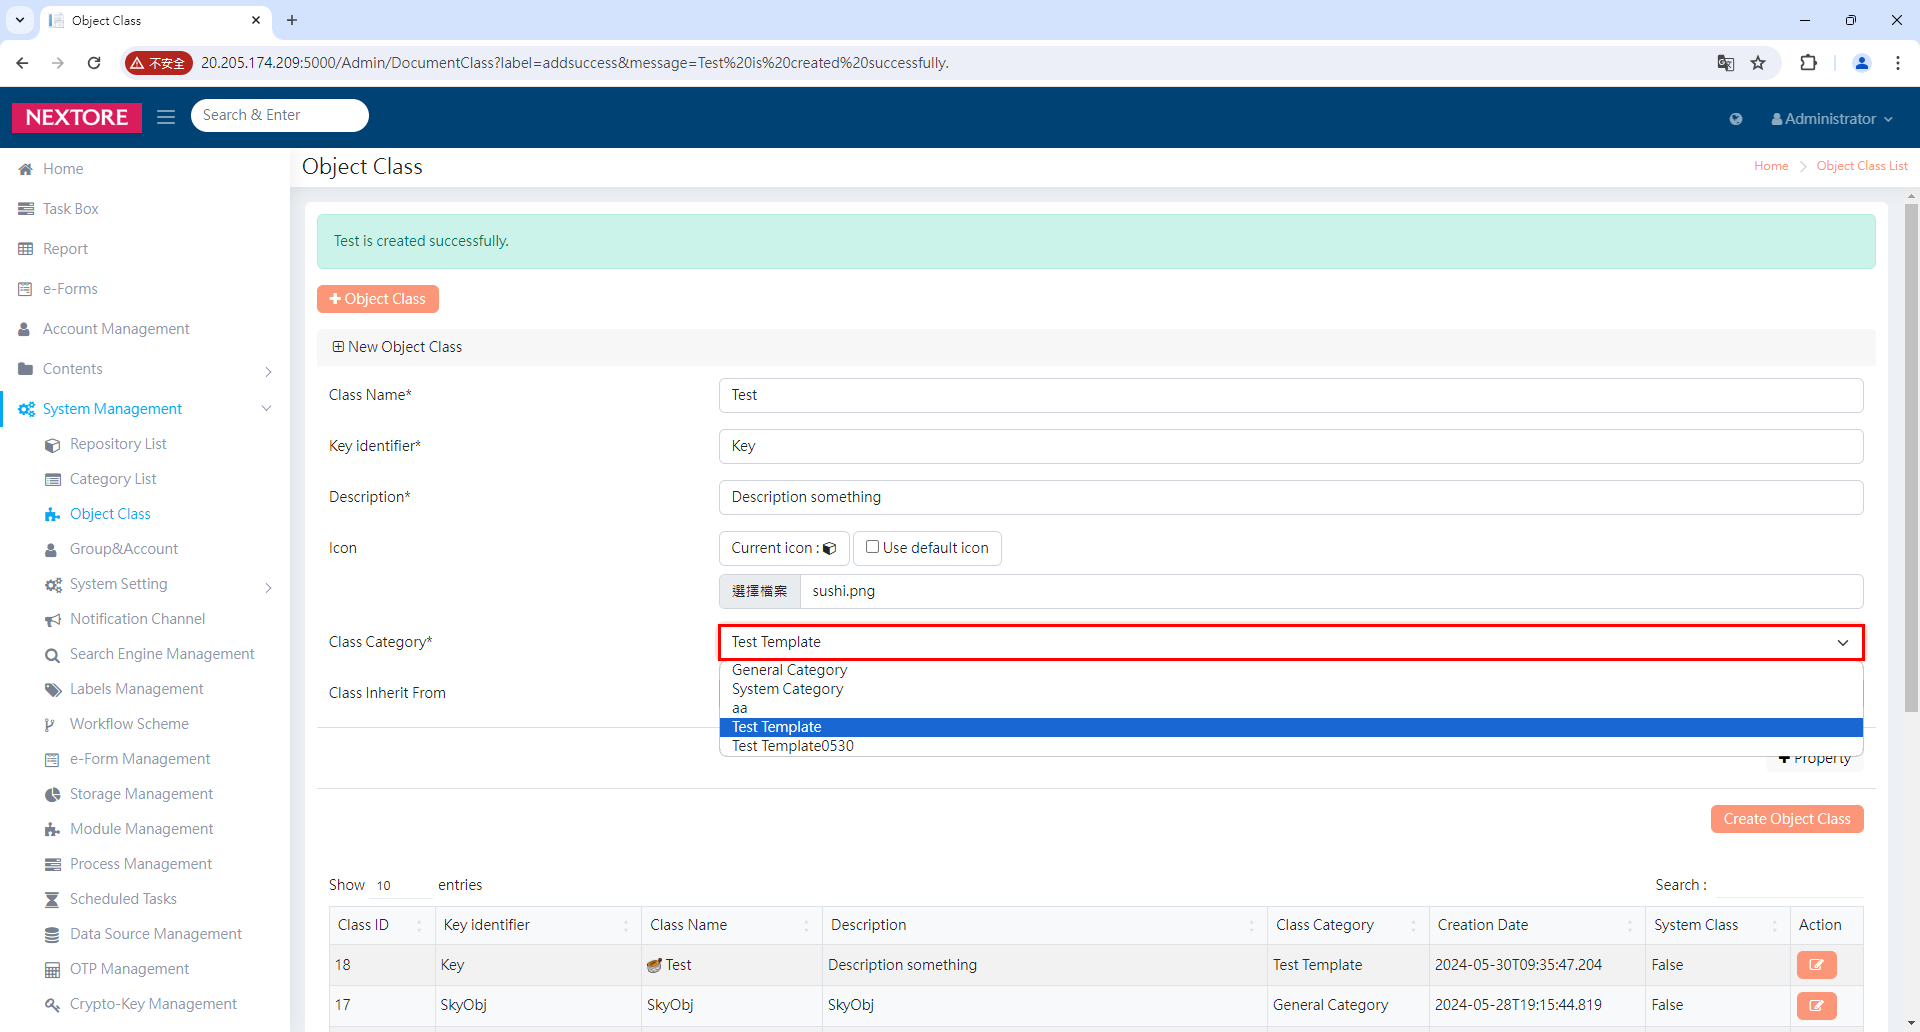 Object Class
不安全
20.205.174.209:5000/Admin/DocumentClass?label=addsuccess&message=Test%20is%20created%20successfully.
NEXTORE
Search & Enter
Administrator
Home
Task Box
Report
e-Forms
Account Management
Contents
System Management
Repository List
Category List
Object Class
Group&Account
System Setting
Notification Channel
Search Engine Management
Labels Management
Workflow Scheme
e-Form Management
Storage Management
Module Management
Process Management
Scheduled Tasks
Data Source Management
OTP Management
Crypto-Key Management
Object Class
Home
Object Class List
Test is created successfully.
Object Class
New Object Class
Class Name*
Test
Key identifier*
Key
Description*
Description something
Icon
Current icon :
Use default icon
選擇檔案
sushi.png
Class Category*
Test Template
General Category
System Category
aa
Test Template
Test Template0530
Class Inherit From
Property
Create Object Class
Show 10 entries
Search :
Class ID Key identifier Class Name Description Class Category Creation Date System Class Action
18 Key Test Description something Test Template 2024-05-30T09:35:47.204 False
17 SkyObj SkyObj SkyObj General Category 2024-05-28T19:15:44.819 False